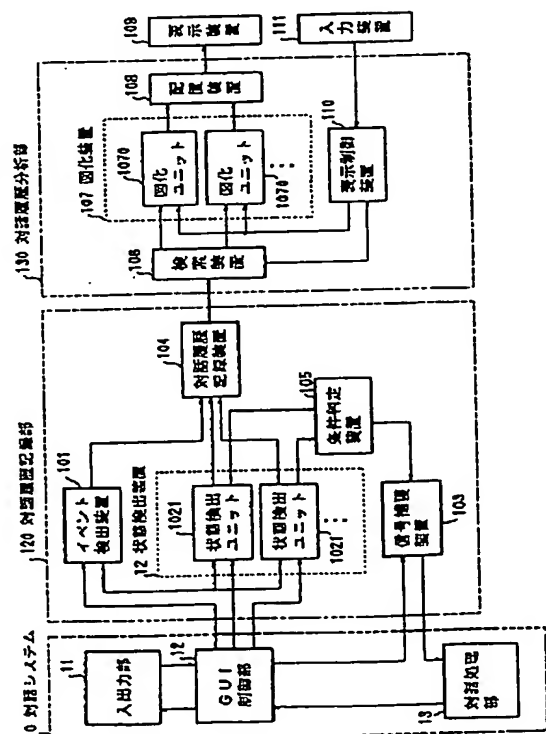 0 対話システム
11
入出力部
12
GUI
制御部
13
対話処理
部
120 対話履歴記録部
101
イベント
検出装置
12 状態検出装置
1021
状態検出
ユニット
状態検出
ユニット
1021
104
対話履歴
記録装置
105
条件判定
装置
信号捕獲
装置
103
130 対話履歴分析部
106
検索装置
107 図化装置
1070
図化
ユニット
図化
ユニット
1070
108
配置装置
109
表示装置
110
表示制御
装置
111
入力装置